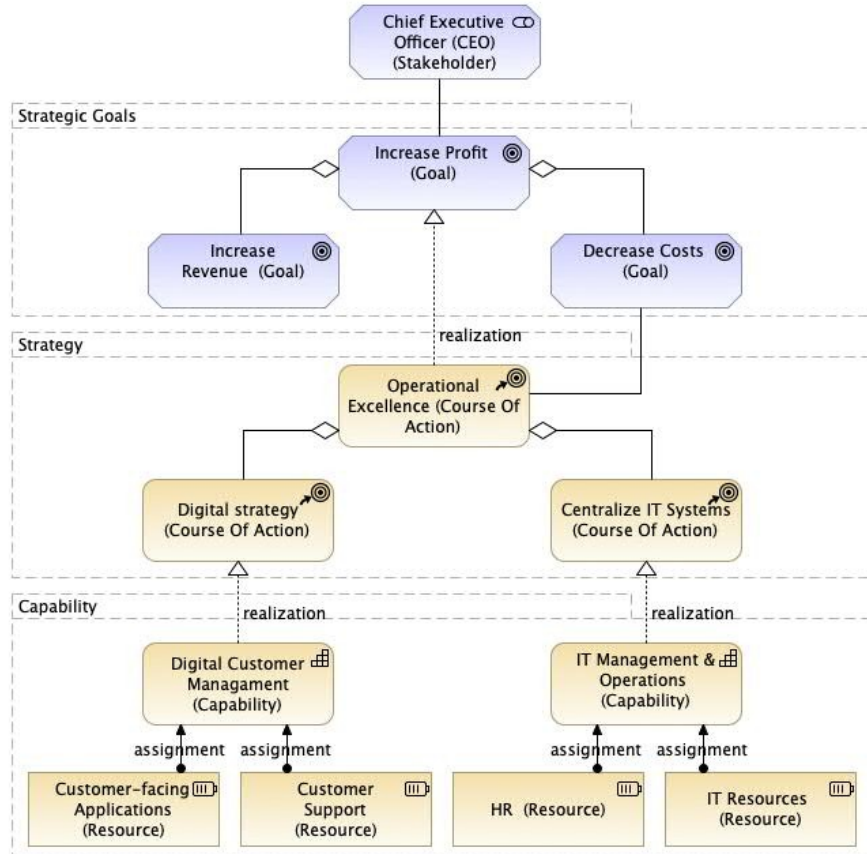 Chief Executive
Officer (CEO)
(Stakeholder)
Strategic Goals
Increase Profit
(Goal)
Increase
Revenue (Goal)
Decrease Costs
(Goal)
realization
Strategy
Operational
Excellence (Course Of
Action)
Digital strategy
(Course Of Action)
Centralize IT Systems
(Course Of Action)
Capability
realization
realization
Digital Customer
Managament
(Capability)
IT Management &
Operations
(Capability)
assignment
assignment
assignment
assignment
Customer-facing
Applications
(Resource)
Customer
Support
(Resource)
HR (Resource)
IT Resources
(Resource)